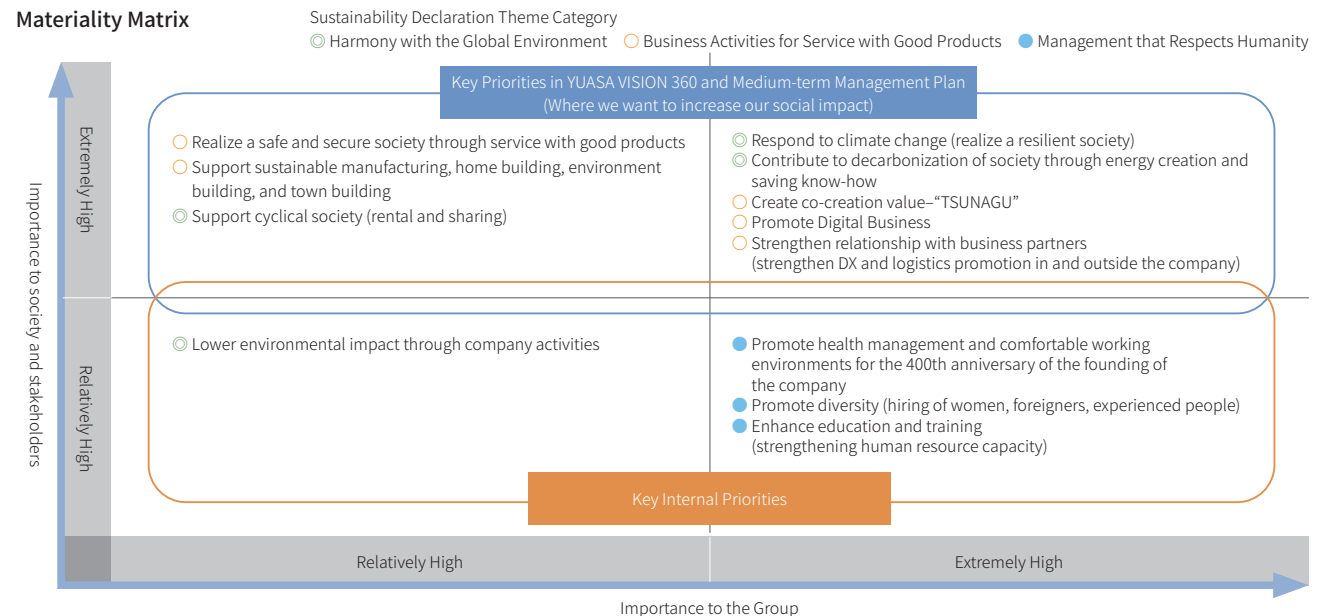 Materiality Matrix
Sustainability Declaration Theme Category
◎ Harmony with the Global Environment ○ Business Activities for Service with Good Products ● Management that Respects Humanity
Key Priorities in YUASA VISION 360 and Medium-term Management Plan
(Where we want to increase our social impact)
Importance to society and stakeholders
Extremely High
○ Realize a safe and secure society through service with good products
○ Support sustainable manufacturing, home building, environment
building, and town building
◎ Support cyclical society (rental and sharing)
◎ Respond to climate change (realize a resilient society)
◎ Contribute to decarbonization of society through energy creation and
saving know-how
○ Create co-creation value–“TSUNAGU”
○ Promote Digital Business
○ Strengthen relationship with business partners
(strengthen DX and logistics promotion in and outside the company)
Relatively High
◎ Lower environmental impact through company activities
● Promote health management and comfortable working
environments for the 400th anniversary of the founding of
the company
● Promote diversity (hiring of women, foreigners, experienced people)
● Enhance education and training
(strengthening human resource capacity)
Key Internal Priorities
Relatively High
Extremely High
Importance to the Group